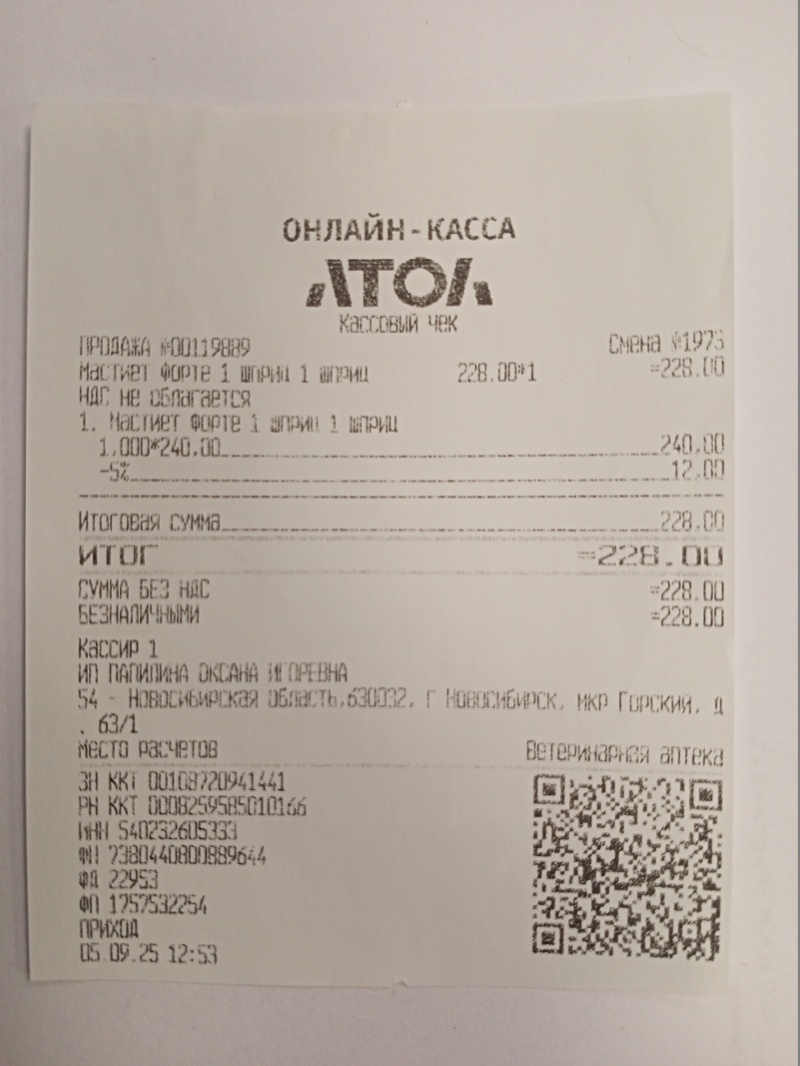 ОНЛАЙН-КАССА
АТОЛ
Кассовый чек
ПРОДАЖА №00119889 Смена №1973
Мастиет Форте 1 шприц 1 шприц 228.00*1 =228.00
НДС не облагается
1. Мастиет Форте 1 шприц 1 шприц
1,000*240.00 240.00
-5% 12.00
Итоговая сумма 228.00
ИТОГ =228.00
СУММА БЕЗ НДС =228.00
БЕЗНАЛИЧНЫМИ =228.00
Кассир 1
ИП ПАПИЛИНА ОКСАНА ИГОРЕВНА
54 - Новосибирская область,630032, г Новосибирск, мкр Горский, д
. 63/1
Место расчетов Ветеринарная аптека
ЗН ККТ 00108720941441
РН ККТ 0008259585010166
ИНН 540232605333
ФН 7380440800889644
ФД 22953
ФП 1757532254
ПРИХОД
05.09.25 12:53